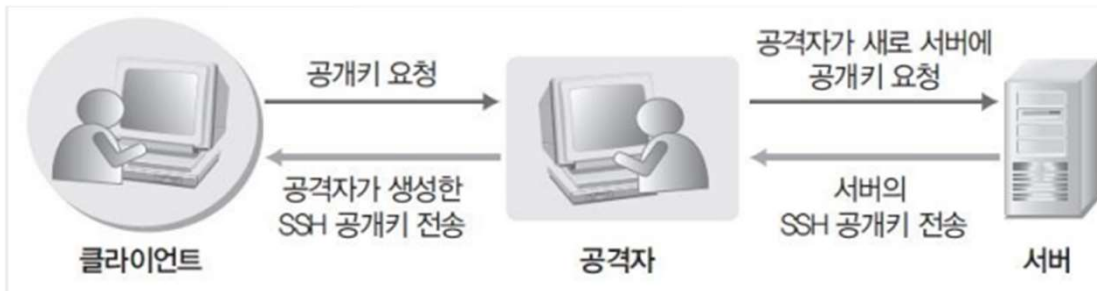 공개키 요청
공격자가 생성한
SSH 공개키 전송
공격자가 새로 서버에
공개키 요청
서버의
SSH 공개키 전송
클라이언트
공격자
서버